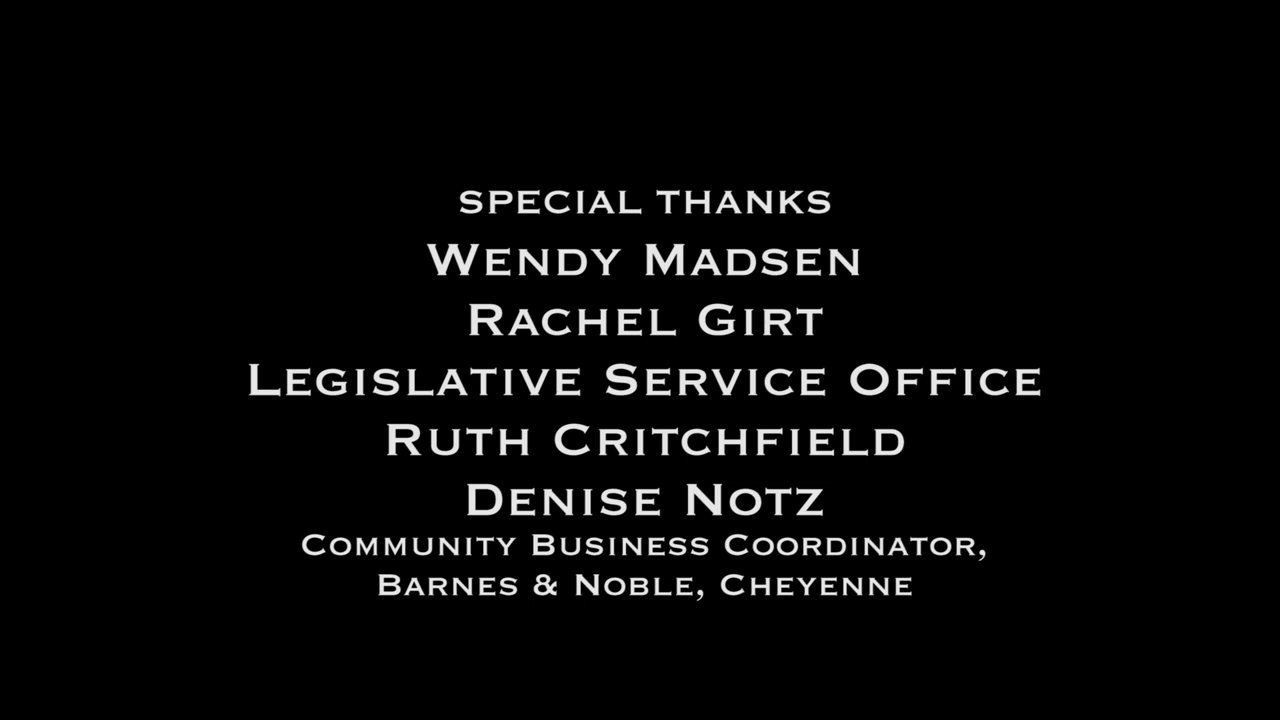 SPECIAL THANKS
WENDY MADSEN
RACHEL GIRT
LEGISLATIVE SERVICE OFFICE
RUTH CRITCHFIELD
DENISE NOTZ
COMMUNITY BUSINESS COORDINATOR,
BARNES & NOBLE, CHEYENNE